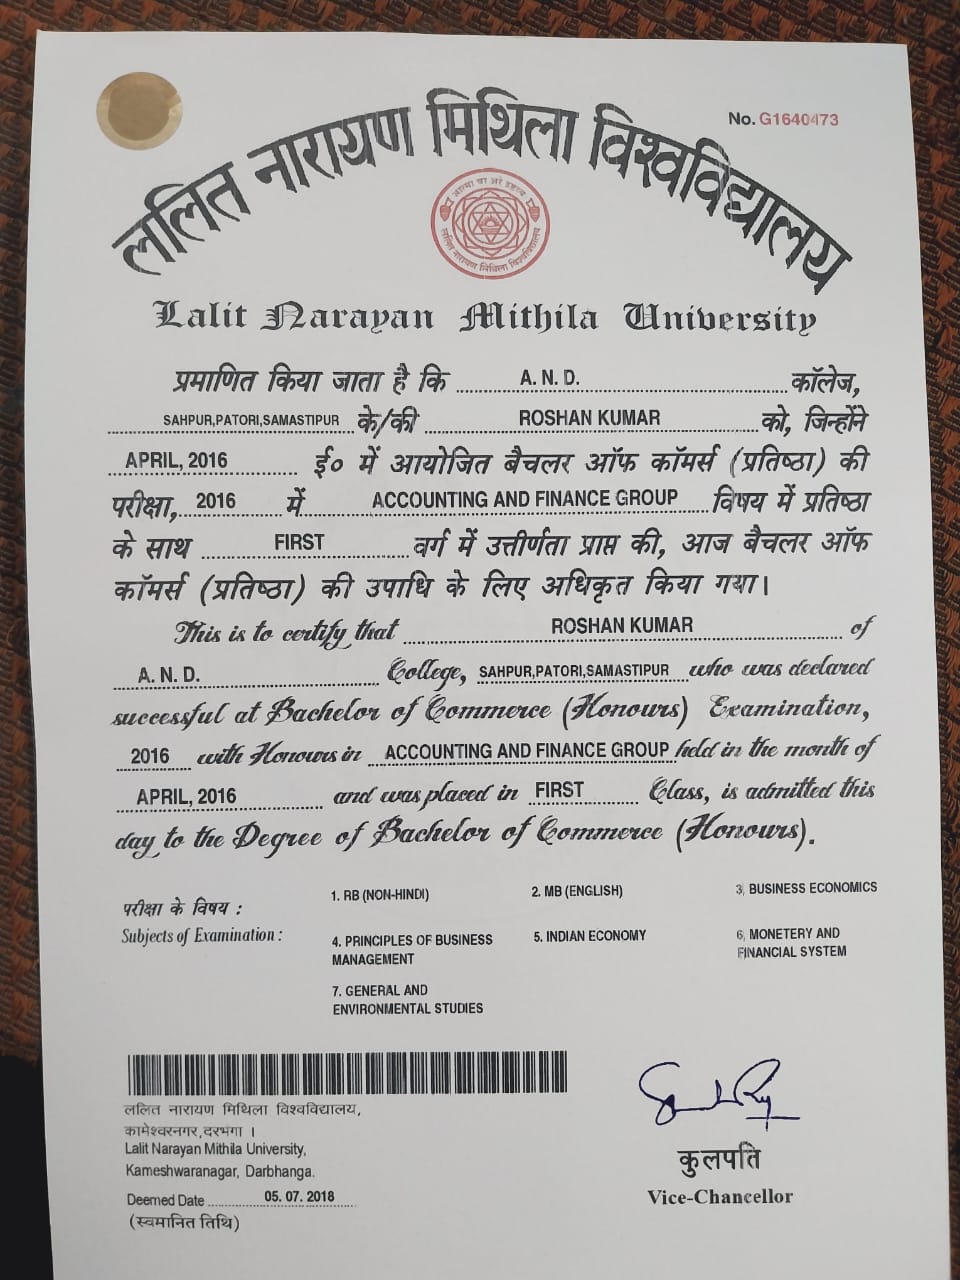 No. G1640473
ललित नारायण मिथिला विश्वविद्यालय
ललित नारायण मिथिला विश्वविद्यालय
Lalit Narayan Mithila University
प्रमाणित किया जाता है कि A. N. D. कॉलेज,
SAHPUR,PATORI,SAMASTIPUR के/की ROSHAN KUMAR को, जिन्होंने
APRIL, 2016 ई० में आयोजित बैचलर ऑफ कॉमर्स (प्रतिष्ठा) की
परीक्षा, 2016 में ACCOUNTING AND FINANCE GROUP विषय में प्रतिष्ठा
के साथ FIRST वर्ग में उत्तीर्णता प्राप्त की, आज बैचलर ऑफ
कॉमर्स (प्रतिष्ठा) की उपाधि के लिए अधिकृत किया गया।
This is to certify that ROSHAN KUMAR of
A. N. D. College, SAHPUR,PATORI,SAMASTIPUR who was declared
successful at Bachelor of Commerce (Honours) Examination,
2016 with Honours in ACCOUNTING AND FINANCE GROUP held in the month of
APRIL, 2016 and was placed in FIRST Class, is admitted this
day to the Degree of Bachelor of Commerce (Honours).
परीक्षा के विषय :
Subjects of Examination :
1. RB (NON-HINDI)
2. MB (ENGLISH)
3. BUSINESS ECONOMICS
4. PRINCIPLES OF BUSINESS
MANAGEMENT
5. INDIAN ECONOMY
6. MONETERY AND
FINANCIAL SYSTEM
7. GENERAL AND
ENVIRONMENTAL STUDIES
ललित नारायण मिथिला विश्वविद्यालय,
कामेश्वरनगर,दरभंगा ।
Lalit Narayan Mithila University,
Kameshwaranagar, Darbhanga.
Deemed Date 05. 07. 2018
(स्वमानित तिथि)
कुलपति
Vice-Chancellor